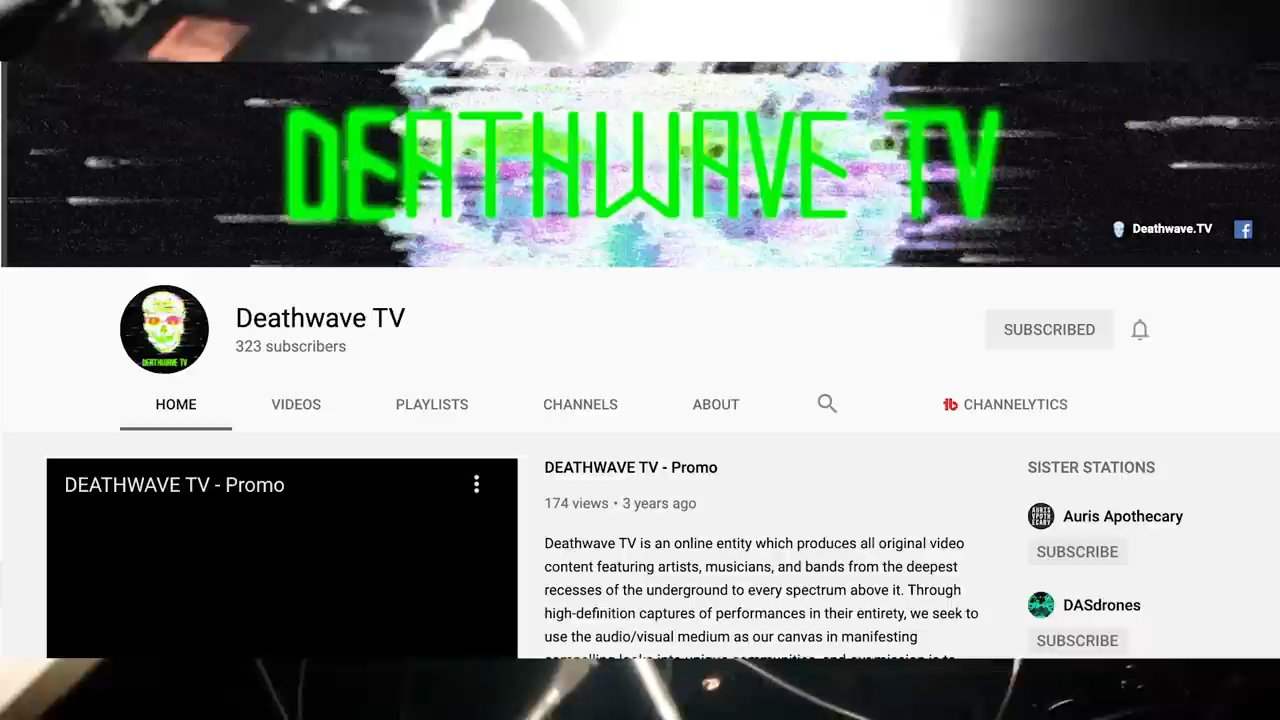 DEATHWAVE TV
Deathwave.TV
DEATHWAVE TV
Deathwave TV
323 subscribers
SUBSCRIBED
HOME
VIDEOS
PLAYLISTS
CHANNELS
ABOUT
CHANNELYTICS
DEATHWAVE TV - Promo
DEATHWAVE TV - Promo
174 views • 3 years ago
Deathwave TV is an online entity which produces all original video
content featuring artists, musicians, and bands from the deepest
recesses of the underground to every spectrum above it. Through
high-definition captures of performances in their entirety, we seek to
use the audio/visual medium as our canvas in manifesting
SISTER STATIONS
AURIS
APOTH
ECARY
Auris Apothecary
SUBSCRIBE
DASdrones
SUBSCRIBE